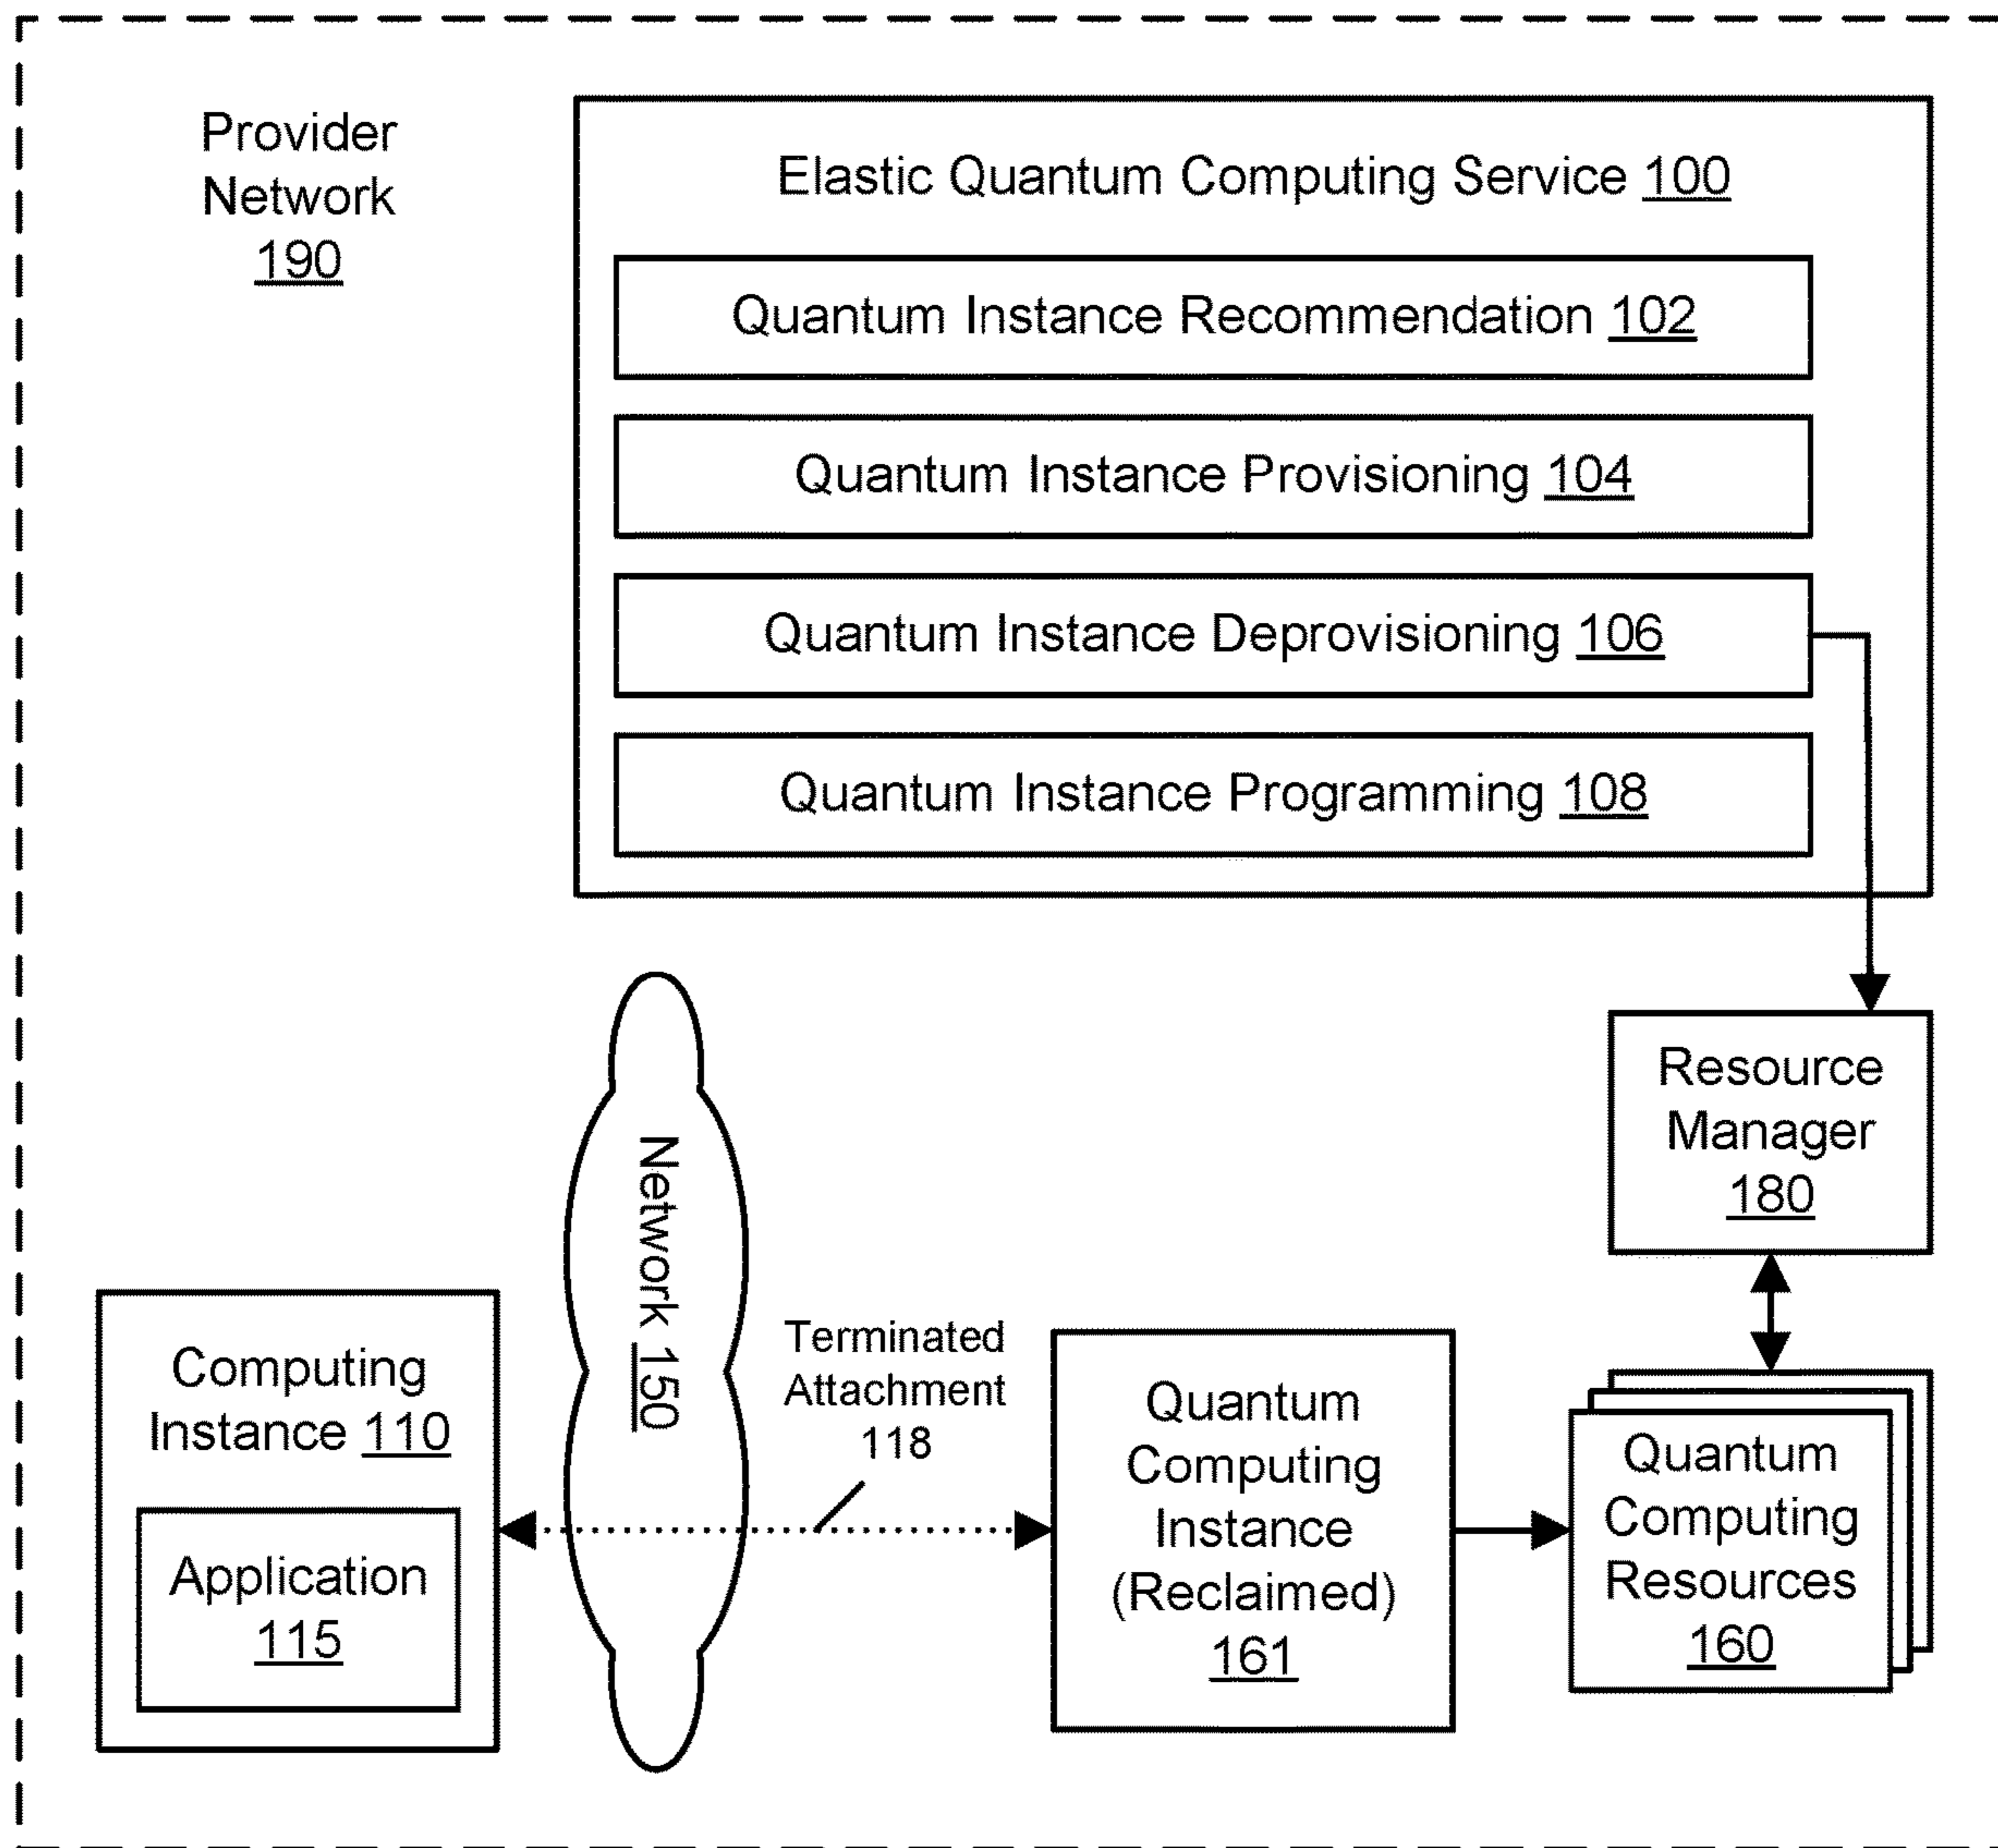 Provider
Network
190
Elastic Quantum Computing Service 100
Quantum Instance Recommendation 102
Quantum Instance Provisioning 104
Quantum Instance Deprovisioning 106
Quantum Instance Programming 108
Resource
Manager
180
Network 150
Terminated
Attachment
118
Computing
Instance 110
Application
115
Quantum
Computing
Instance
(Reclaimed)
161
Quantum
Computing
Resources
160